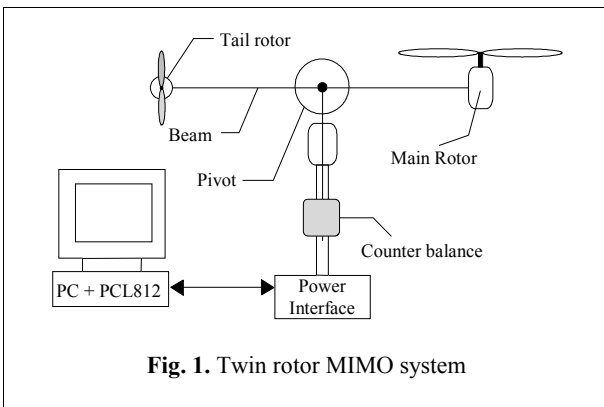 Tail rotor
Beam
Pivot
Main Rotor
Counter balance
PC + PCL812
Power
Interface
Fig. 1. Twin rotor MIMO system